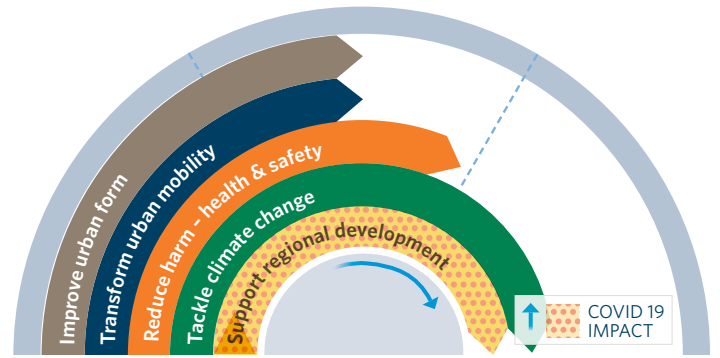 Improve urban form
Transform urban mobility
Reduce harm - health & safety
Tackle climate change
Support regional development
COVID 19
IMPACT